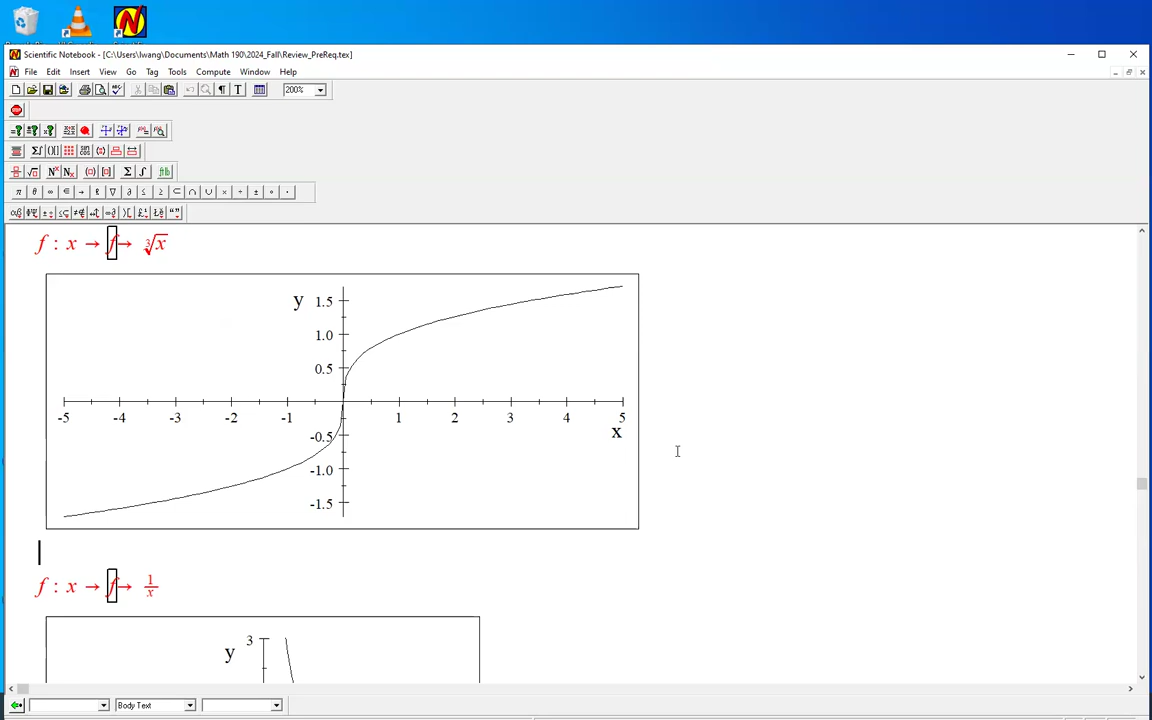 Scientific Notebook - [C:\Users\lwang\Documents\Math 190\2024_Fall\Review_PreReq.tex]
File Edit Insert View Go Tag Tools Compute Window Help
200%
f : x → f → ∛x
y 1.5
1.0
0.5
-5 -4 -3 -2 -1 1 2 3 4 5
x
-0.5
-1.0
-1.5
f : x → f → 1/x
y 3
Body Text